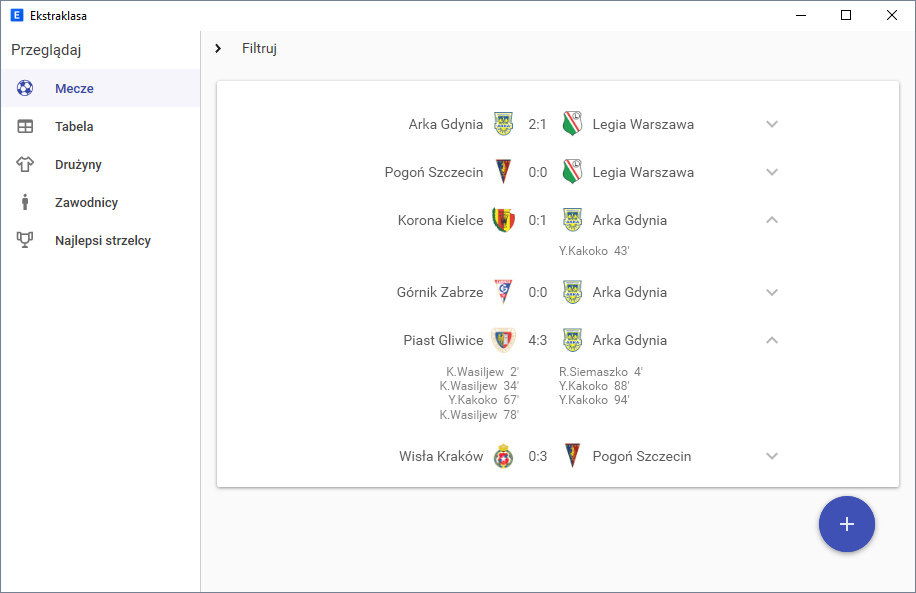 Ekstraklasa
Przeglądaj
Mecze
Tabela
Drużyny
Zawodnicy
Najlepsi strzelcy
Filtruj
Arka Gdynia 2:1 Legia Warszawa
Pogoń Szczecin 0:0 Legia Warszawa
Korona Kielce 0:1 Arka Gdynia
Y.Kakoko 43'
Górnik Zabrze 0:0 Arka Gdynia
Piast Gliwice 4:3 Arka Gdynia
K.Wasiljew 2' R.Siemaszko 4'
K.Wasiljew 34' Y.Kakoko 88'
Y.Kakoko 67' Y.Kakoko 94'
K.Wasiljew 78'
Wisła Kraków 0:3 Pogoń Szczecin